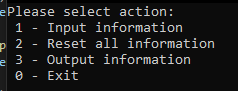 Please select action:
1 - Input information
2 - Reset all information
3 - Output information
0 - Exit